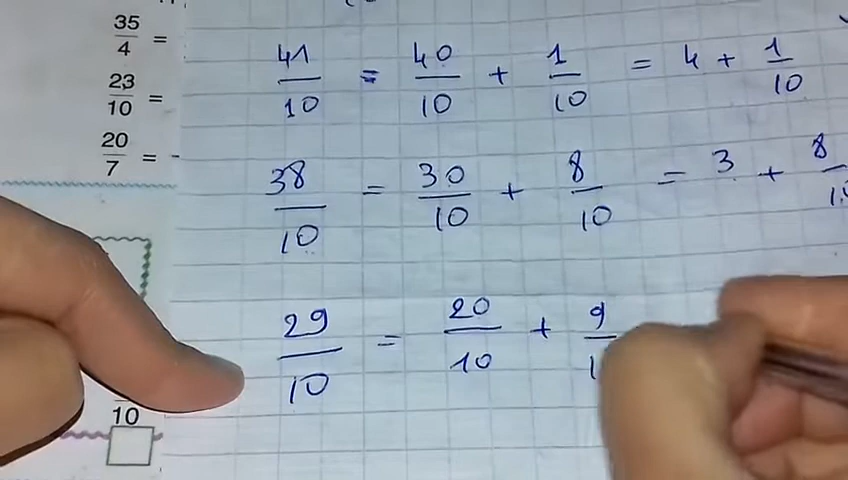 35/4 =
23/10 =
20/7 =
10
41/10 = 40/10 + 1/10 = 4 + 1/10
38/10 = 30/10 + 8/10 = 3 + 8/10
29/10 = 20/10 + 9/